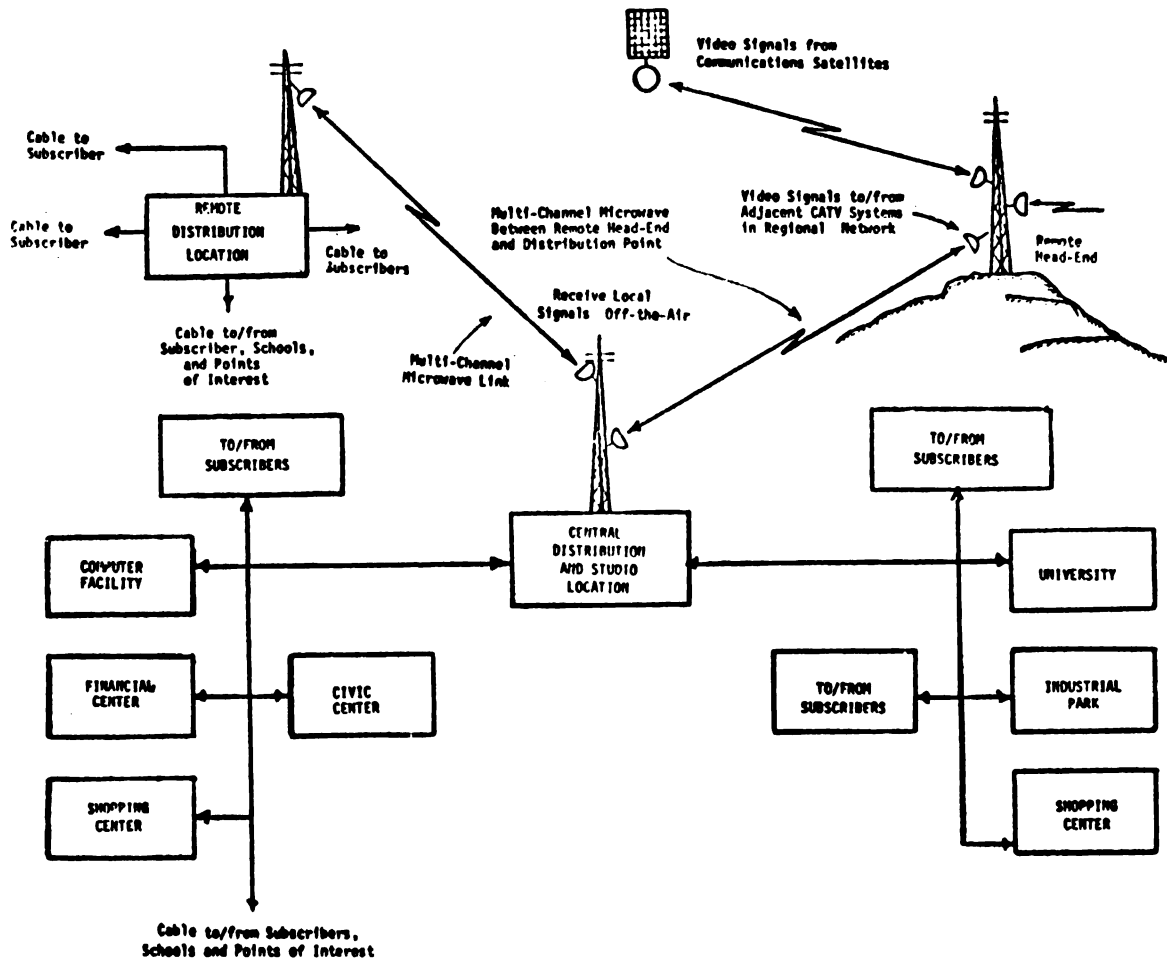 Video Signals from
Communications Satellites
Cable to
Subscriber
REMOTE
DISTRIBUTION
LOCATION
Cable to
Subscriber
Cable to
Subscribers
Cable to/from
Subscriber, Schools,
and Points
of Interest
Multi-Channel Microwave
Between Remote Head-End
and Distribution Point
Video Signals to/from
Adjacent CATV Systems
in Regional Network
Remote
Head-End
Receive Local
Signals Off-the-Air
Multi-Channel
Microwave Link
TO/FROM
SUBSCRIBERS
TO/FROM
SUBSCRIBERS
COMPUTER
FACILITY
CENTRAL
DISTRIBUTION
AND STUDIO
LOCATION
UNIVERSITY
FINANCIAL
CENTER
CIVIC
CENTER
TO/FROM
SUBSCRIBERS
INDUSTRIAL
PARK
SHOPPING
CENTER
SHOPPING
CENTER
Cable to/from Subscribers,
Schools and Points of Interest